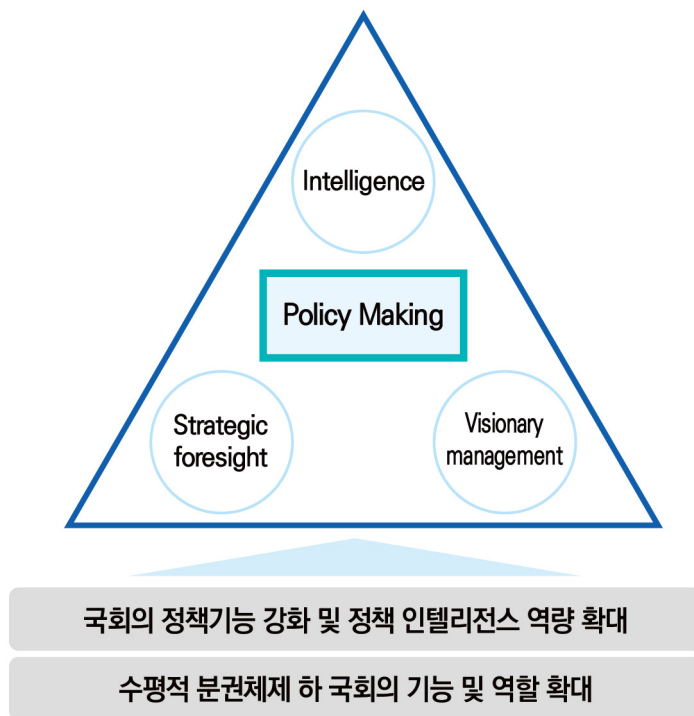 Intelligence
Policy Making
Strategic
foresight
Visionary
management
국회의 정책기능 강화 및 정책 인텔리전스 역량 확대
수평적 분권체제 하 국회의 기능 및 역할 확대